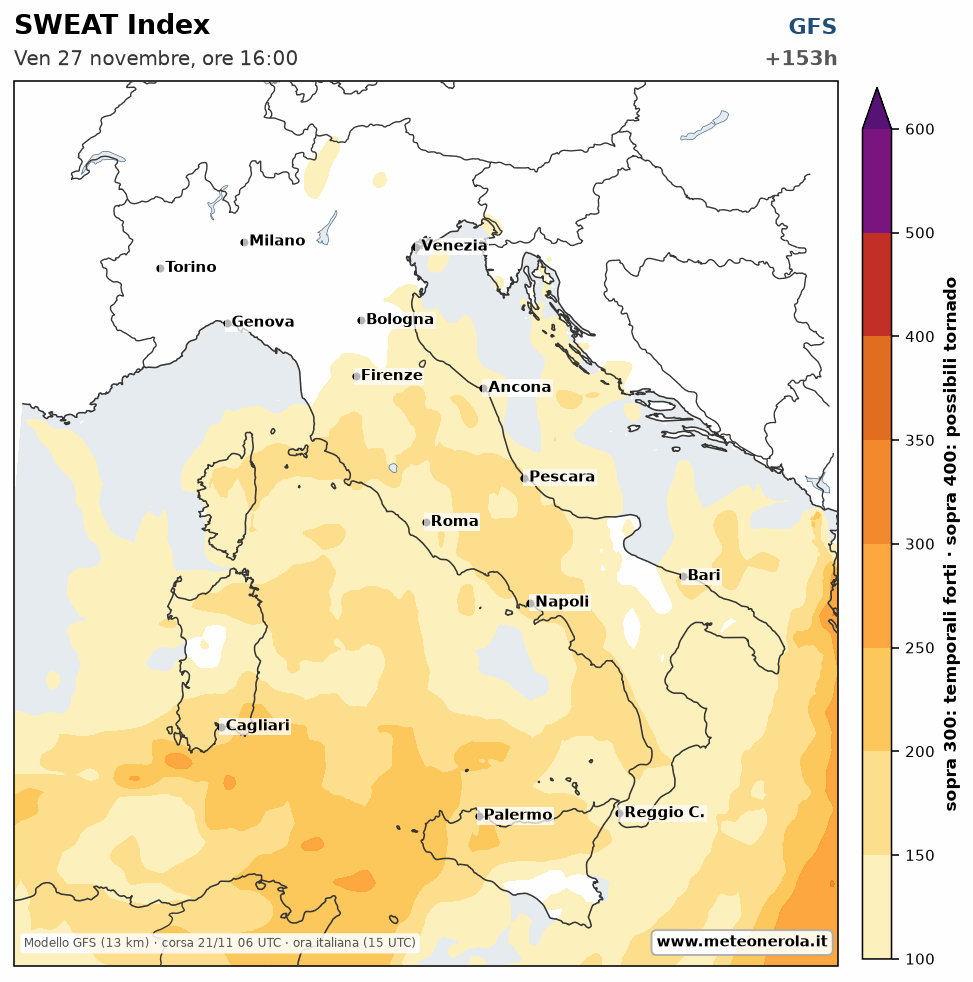 SWEAT Index
GFS
Ven 27 novembre, ore 16:00
+153h
Milano
Venezia
Torino
Genova
Bologna
Firenze
Ancona
Pescara
Roma
Bari
Napoli
Cagliari
Palermo
Reggio C.
600
500
400
350
300
250
200
150
100
sopra 300: temporali forti · sopra 400: possibili tornado
Modello GFS (13 km) · corsa 21/11 06 UTC · ora italiana (15 UTC)
www.meteonerola.it